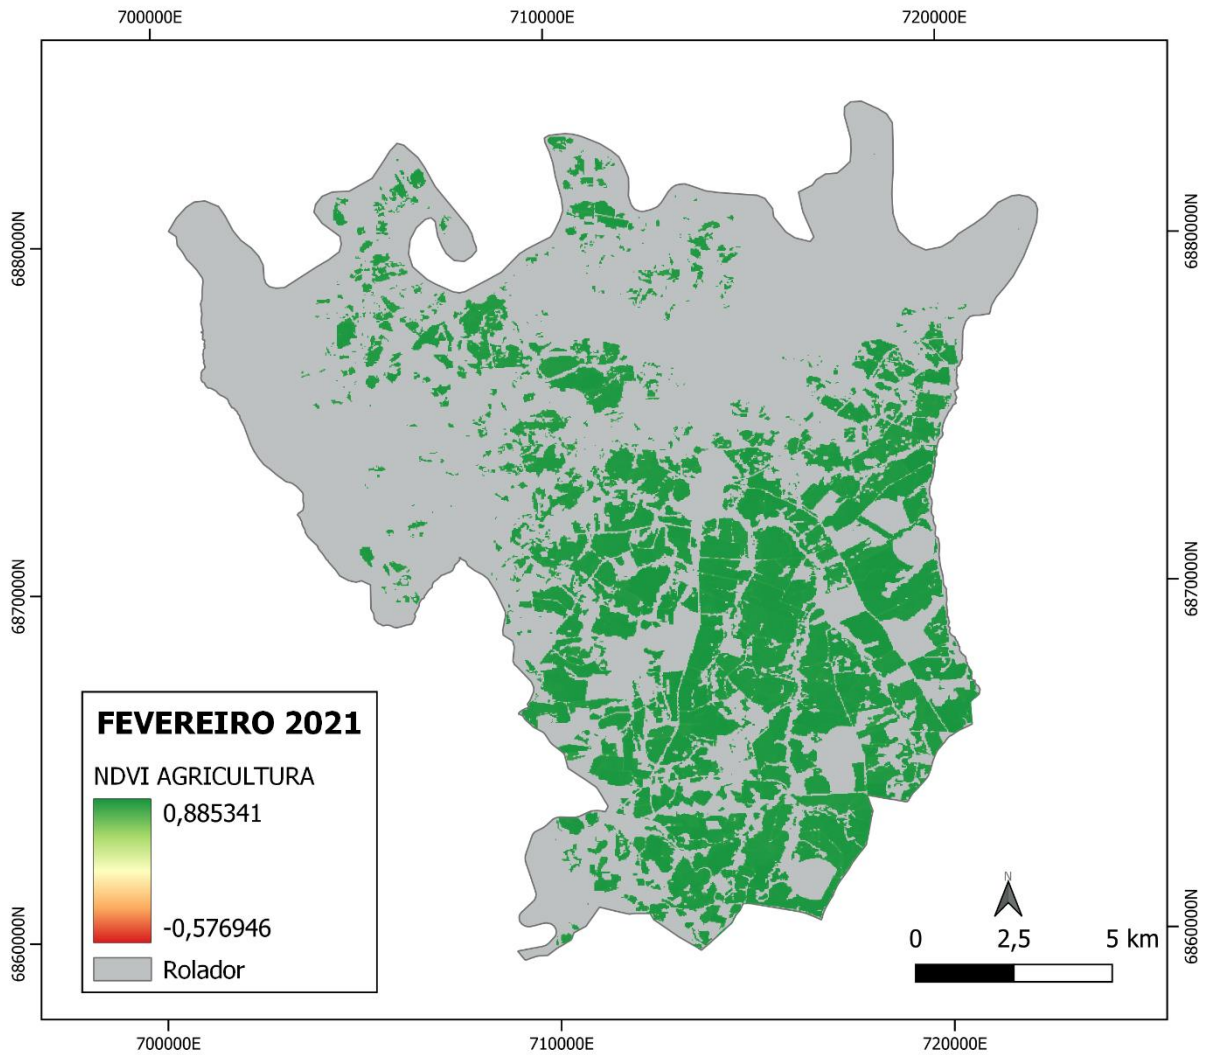 700000E 710000E 720000E
6880000N
6880000N
6870000N
6870000N
FEVEREIRO 2021
NDVI AGRICULTURA
0,885341
-0,576946
Rolador
N
0 2,5 5 km
6860000N
6860000N
700000E 710000E 720000E